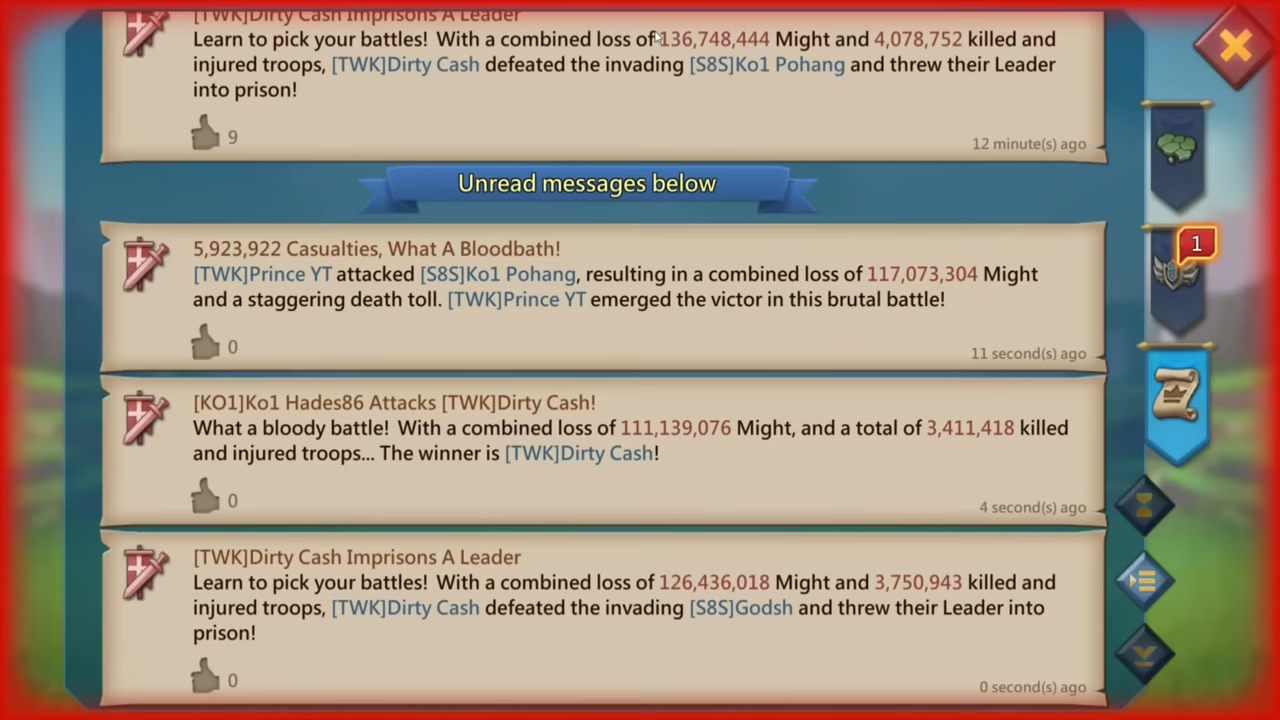 [TWK]Dirty Cash Imprisons A Leader
Learn to pick your battles! With a combined loss of 136,748,444 Might and 4,078,752 killed and
injured troops, [TWK]Dirty Cash defeated the invading [S8S]Ko1 Pohang and threw their Leader
into prison!
9
12 minute(s) ago
Unread messages below
1
5,923,922 Casualties, What A Bloodbath!
[TWK]Prince YT attacked [S8S]Ko1 Pohang, resulting in a combined loss of 117,073,304 Might
and a staggering death toll. [TWK]Prince YT emerged the victor in this brutal battle!
0
11 second(s) ago
[KO1]Ko1 Hades86 Attacks [TWK]Dirty Cash!
What a bloody battle! With a combined loss of 111,139,076 Might, and a total of 3,411,418 killed
and injured troops... The winner is [TWK]Dirty Cash!
0
4 second(s) ago
[TWK]Dirty Cash Imprisons A Leader
Learn to pick your battles! With a combined loss of 126,436,018 Might and 3,750,943 killed and
injured troops, [TWK]Dirty Cash defeated the invading [S8S]Godsh and threw their Leader into
prison!
0
0 second(s) ago